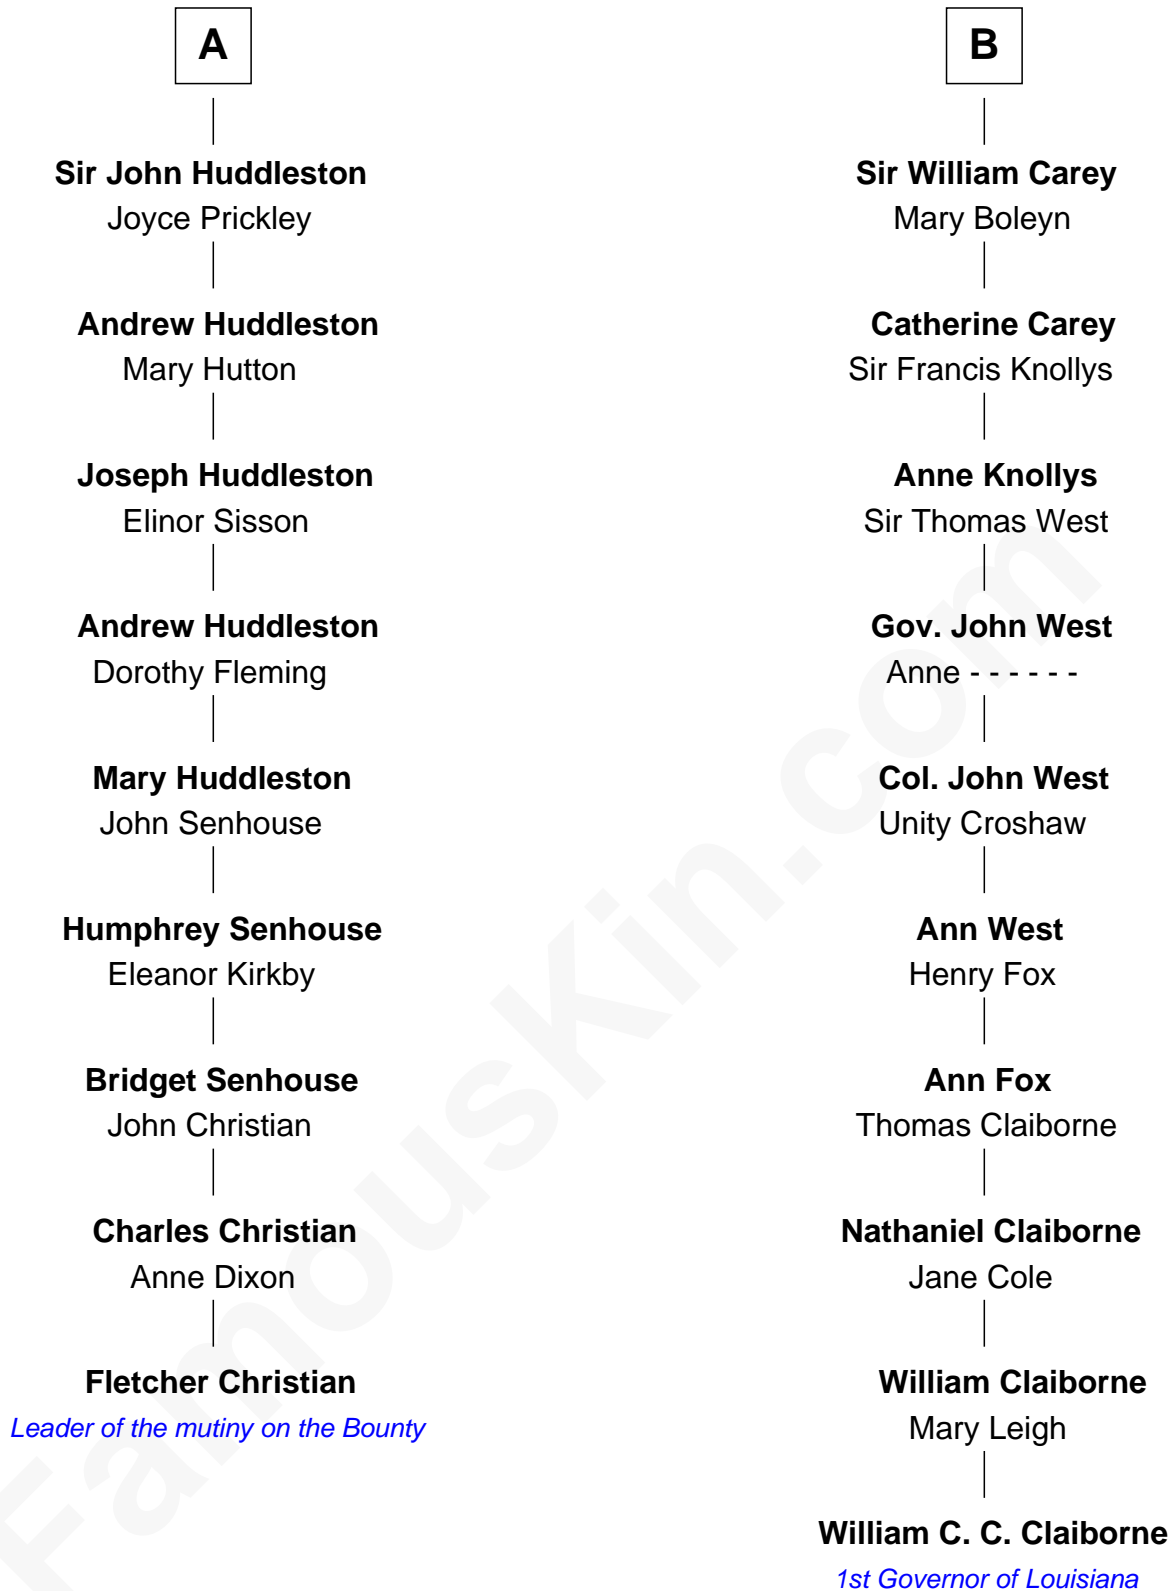 A
Sir John Huddleston
Joyce Prickley
Andrew Huddleston
Mary Hutton
Joseph Huddleston
Elinor Sisson
Andrew Huddleston
Dorothy Fleming
Mary Huddleston
John Senhouse
Humphrey Senhouse
Eleanor Kirkby
Bridget Senhouse
John Christian
Charles Christian
Anne Dixon
Fletcher Christian
Leader of the mutiny on the Bounty
B
Sir William Carey
Mary Boleyn
Catherine Carey
Sir Francis Knollys
Anne Knollys
Sir Thomas West
Gov. John West
Anne - - - - - -
Col. John West
Unity Croshaw
Ann West
Henry Fox
Ann Fox
Thomas Claiborne
Nathaniel Claiborne
Jane Cole
William Claiborne
Mary Leigh
William C. C. Claiborne
1st Governor of Louisiana
FamousKin.com